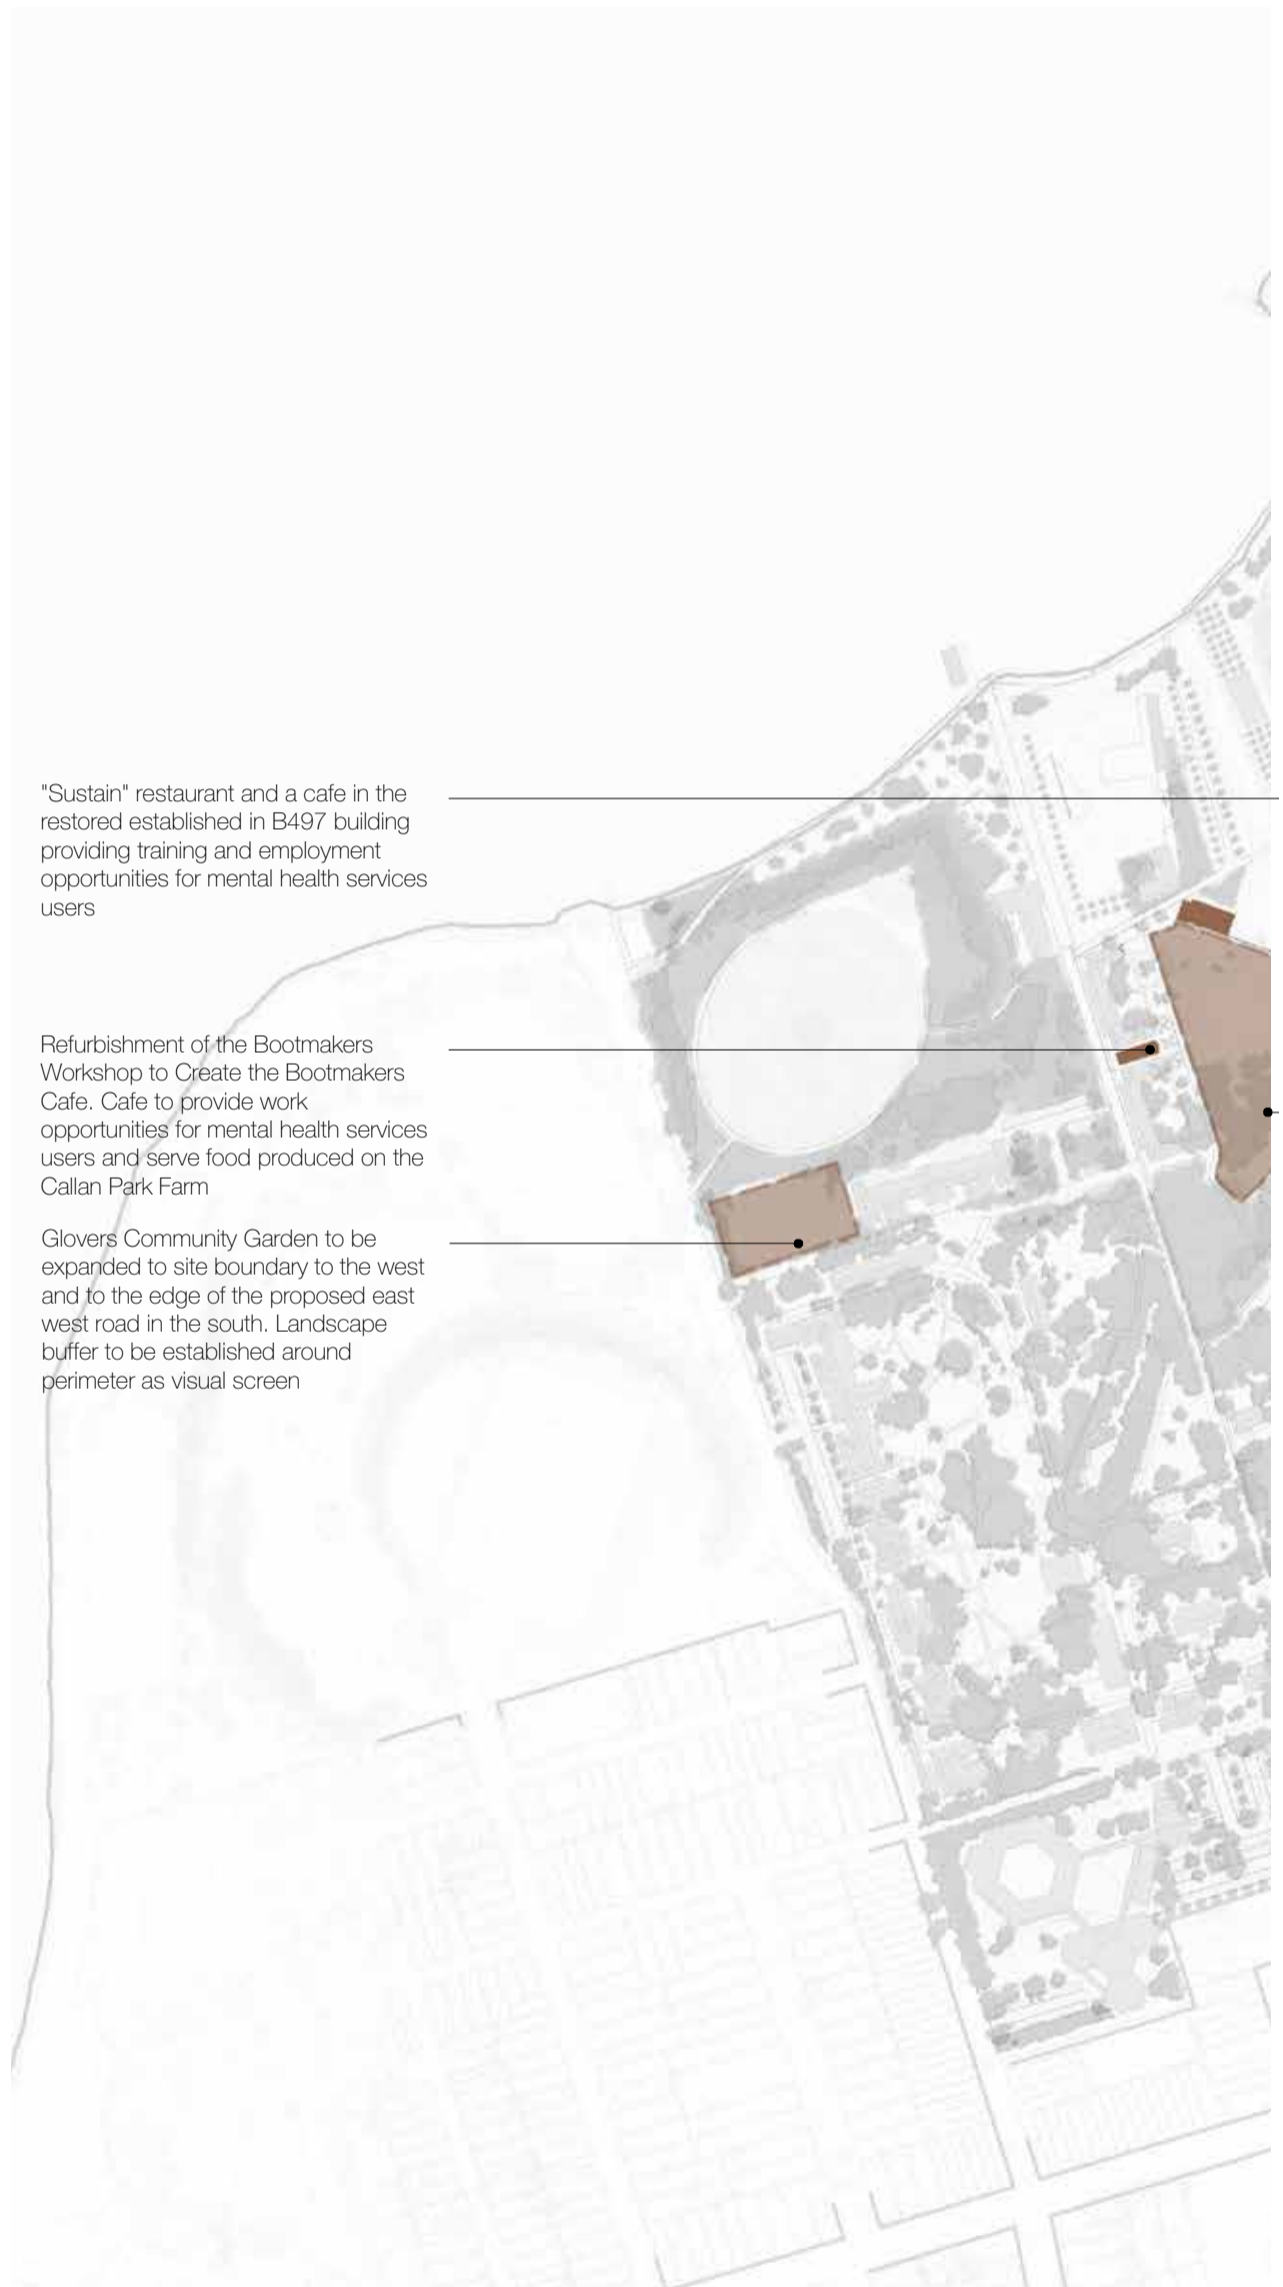 "Sustain" restaurant and a cafe in the
restored established in B497 building
providing training and employment
opportunities for mental health services
users
Refurbishment of the Bootmakers
Workshop to Create the Bootmakers
Cafe. Cafe to provide work
opportunities for mental health services
users and serve food produced on the
Callan Park Farm
Glovers Community Garden to be
expanded to site boundary to the west
and to the edge of the proposed east
west road in the south. Landscape
buffer to be established around
perimeter as visual screen